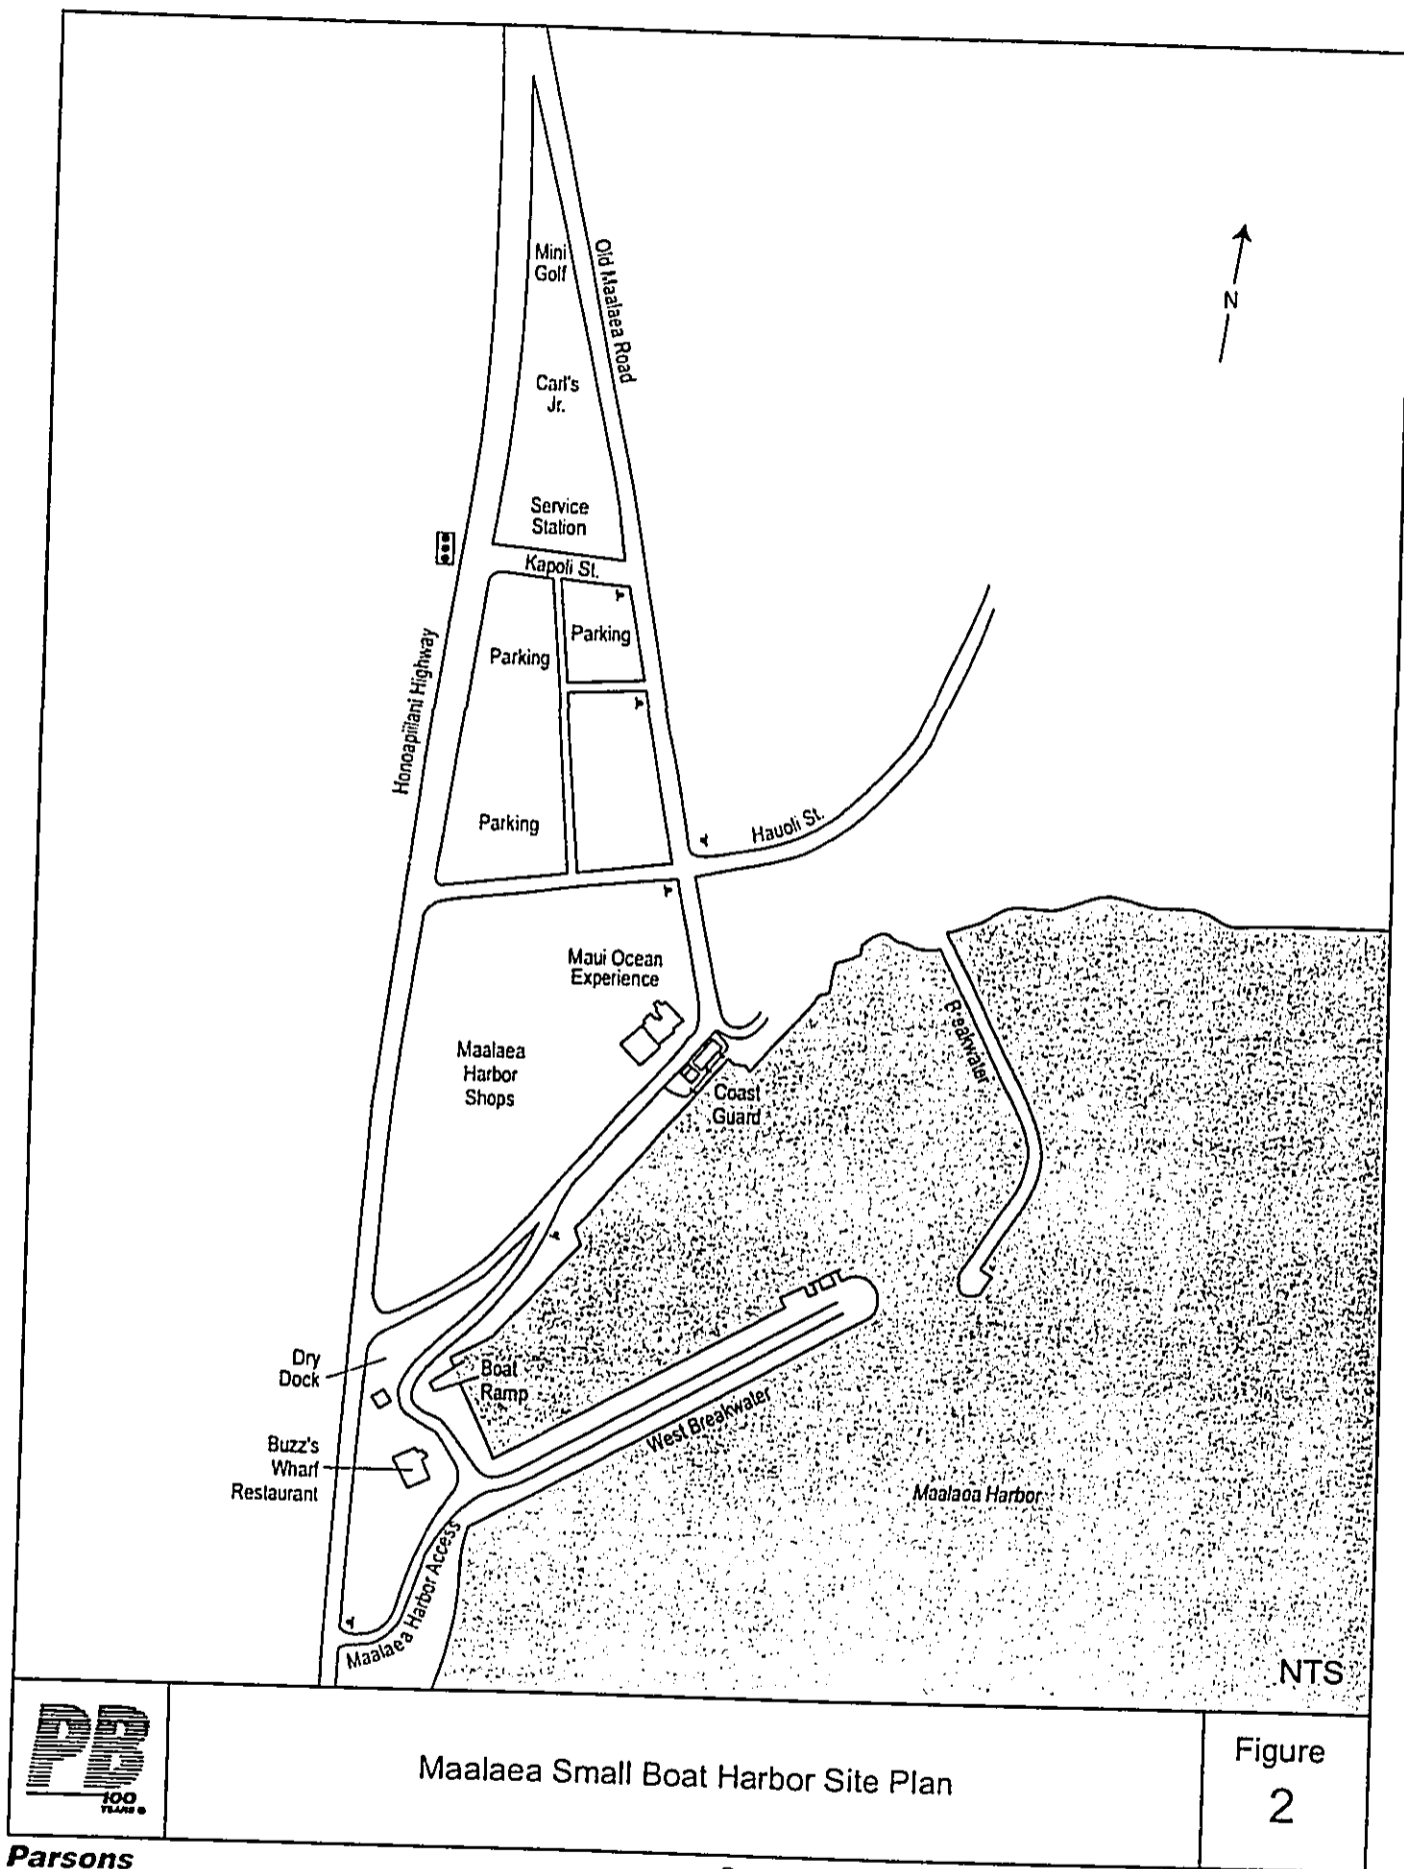 Mini
Golf
Old Maalaea Road
N
Carl's
Jr.
Service
Station
Kapoli St.
Parking
Parking
Honoapiilani Highway
Parking
Hauoli St.
Maui Ocean
Experience
Breakwater
Maalaea
Harbor
Shops
Coast
Guard
Dry
Dock
Boat
Ramp
West Breakwater
Buzz's
Wharf
Restaurant
Maalaea Harbor
Maalaea Harbor Access
NTS
PB
100
YEARS
Maalaea Small Boat Harbor Site Plan
Figure
2
Parsons